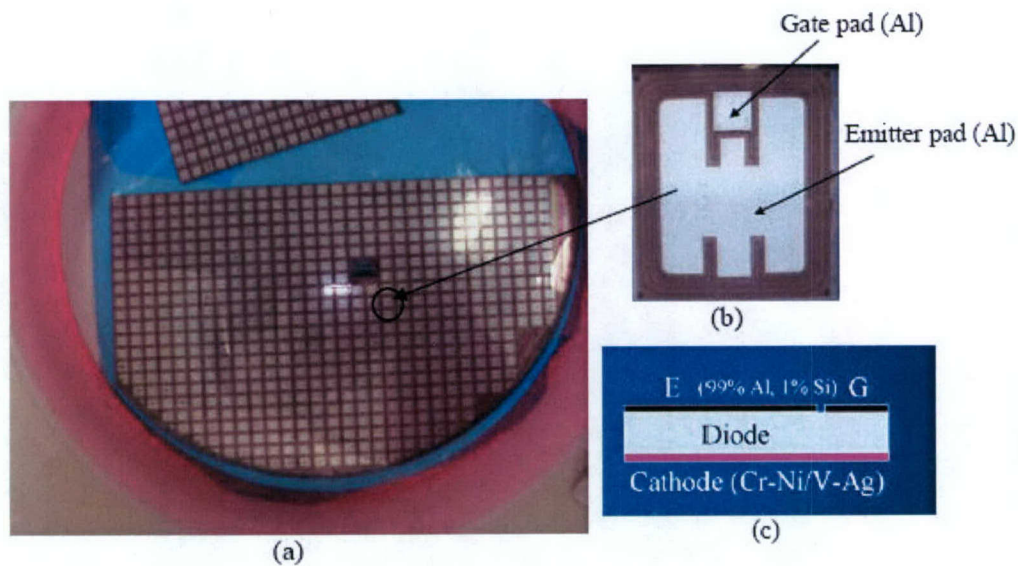 Gate pad (Al)
Emitter pad (Al)
(b)
E (99% Al, 1% Si) G
Diode
Cathode (Cr-Ni/V-Ag)
(c)
(a)